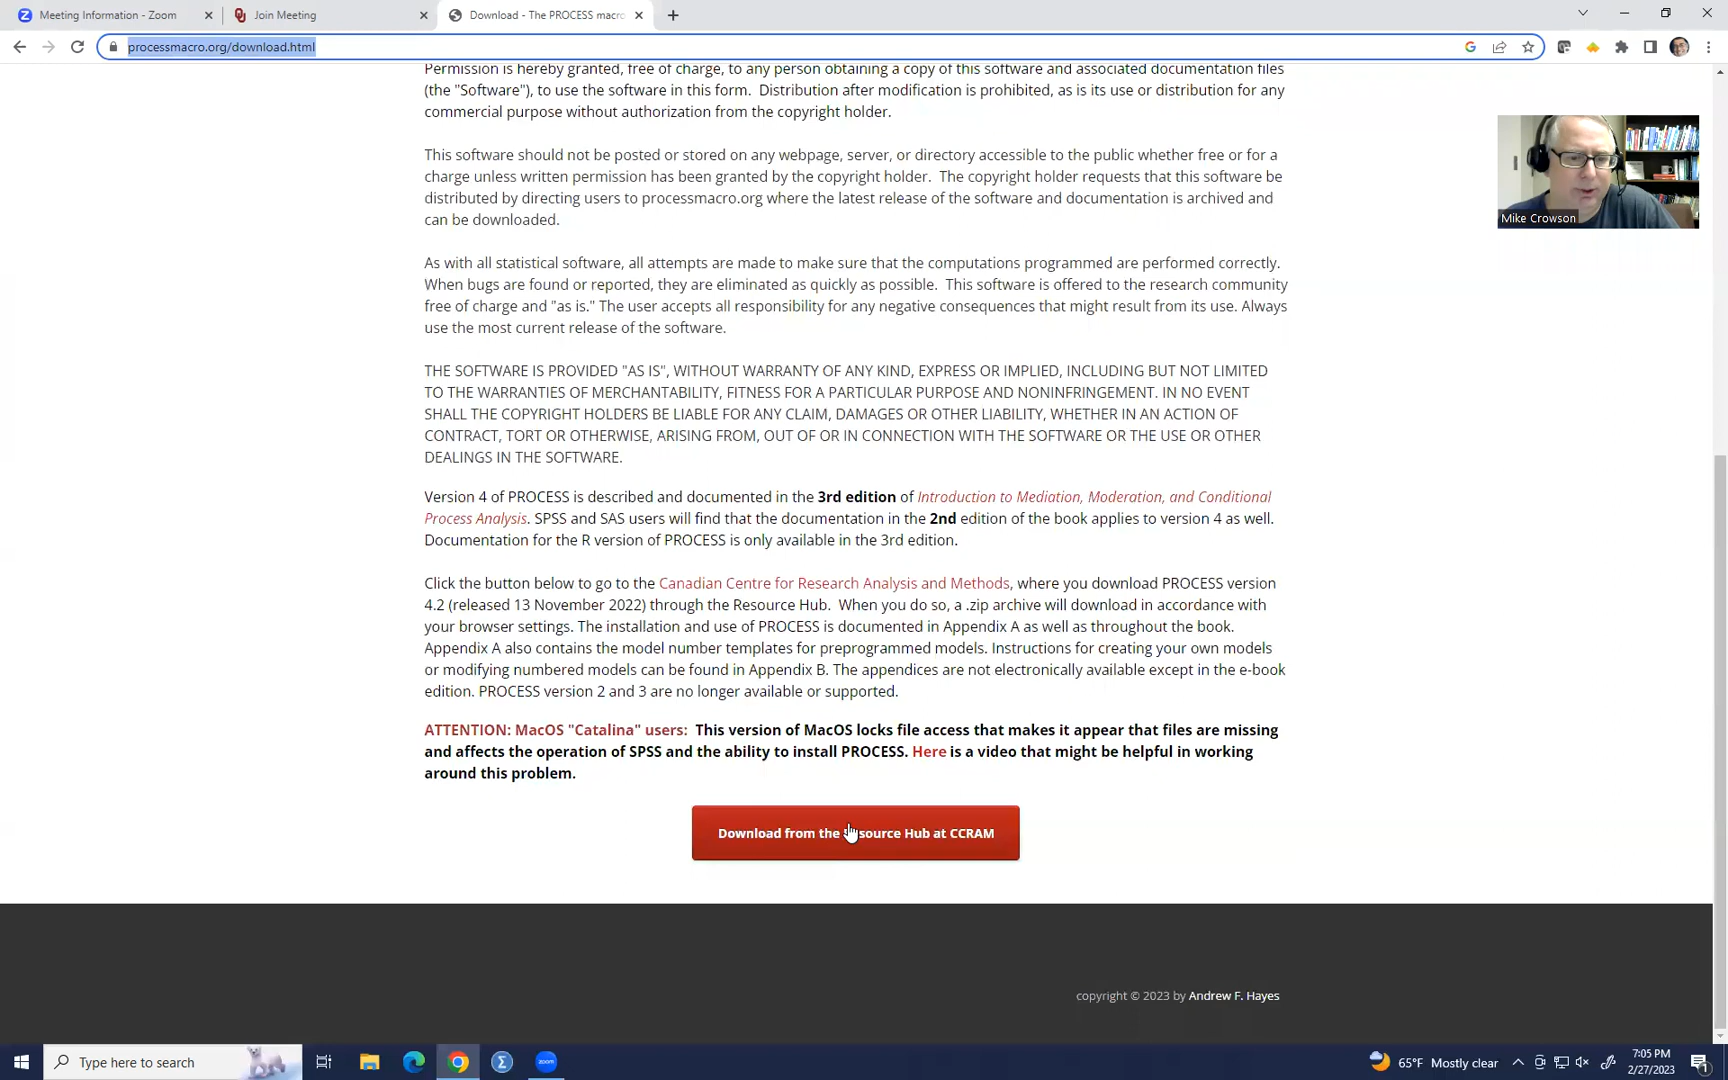 Meeting Information - Zoom
Join Meeting
Download - The PROCESS macro
processmacro.org/download.html
Permission is hereby granted, free of charge, to any person obtaining a copy of this software and associated documentation files
(the "Software"), to use the software in this form.  Distribution after modification is prohibited, as is its use or distribution for any
commercial purpose without authorization from the copyright holder.
This software should not be posted or stored on any webpage, server, or directory accessible to the public whether free or for a
charge unless written permission has been granted by the copyright holder.  The copyright holder requests that this software be
distributed by directing users to processmacro.org where the latest release of the software and documentation is archived and
can be downloaded.
As with all statistical software, all attempts are made to make sure that the computations programmed are performed correctly.
When bugs are found or reported, they are eliminated as quickly as possible.  This software is offered to the research community
free of charge and "as is." The user accepts all responsibility for any negative consequences that might result from its use. Always
use the most current release of the software.
THE SOFTWARE IS PROVIDED "AS IS", WITHOUT WARRANTY OF ANY KIND, EXPRESS OR IMPLIED, INCLUDING BUT NOT LIMITED
TO THE WARRANTIES OF MERCHANTABILITY, FITNESS FOR A PARTICULAR PURPOSE AND NONINFRINGEMENT. IN NO EVENT
SHALL THE COPYRIGHT HOLDERS BE LIABLE FOR ANY CLAIM, DAMAGES OR OTHER LIABILITY, WHETHER IN AN ACTION OF
CONTRACT, TORT OR OTHERWISE, ARISING FROM, OUT OF OR IN CONNECTION WITH THE SOFTWARE OR THE USE OR OTHER
DEALINGS IN THE SOFTWARE.
Version 4 of PROCESS is described and documented in the 3rd edition of Introduction to Mediation, Moderation, and Conditional
Process Analysis. SPSS and SAS users will find that the documentation in the 2nd edition of the book applies to version 4 as well.
Documentation for the R version of PROCESS is only available in the 3rd edition.
Click the button below to go to the Canadian Centre for Research Analysis and Methods, where you download PROCESS version
4.2 (released 13 November 2022) through the Resource Hub.  When you do so, a .zip archive will download in accordance with
your browser settings. The installation and use of PROCESS is documented in Appendix A as well as throughout the book.
Appendix A also contains the model number templates for preprogrammed models. Instructions for creating your own models
or modifying numbered models can be found in Appendix B. The appendices are not electronically available except in the e-book
edition. PROCESS version 2 and 3 are no longer available or supported.
ATTENTION: MacOS "Catalina" users:  This version of MacOS locks file access that makes it appear that files are missing
and affects the operation of SPSS and the ability to install PROCESS. Here is a video that might be helpful in working
around this problem.
Download from the Resource Hub at CCRAM
copyright © 2023 by Andrew F. Hayes
Mike Crowson
Type here to search
zoom
65°F Mostly clear
7:05 PM
2/27/2023
1